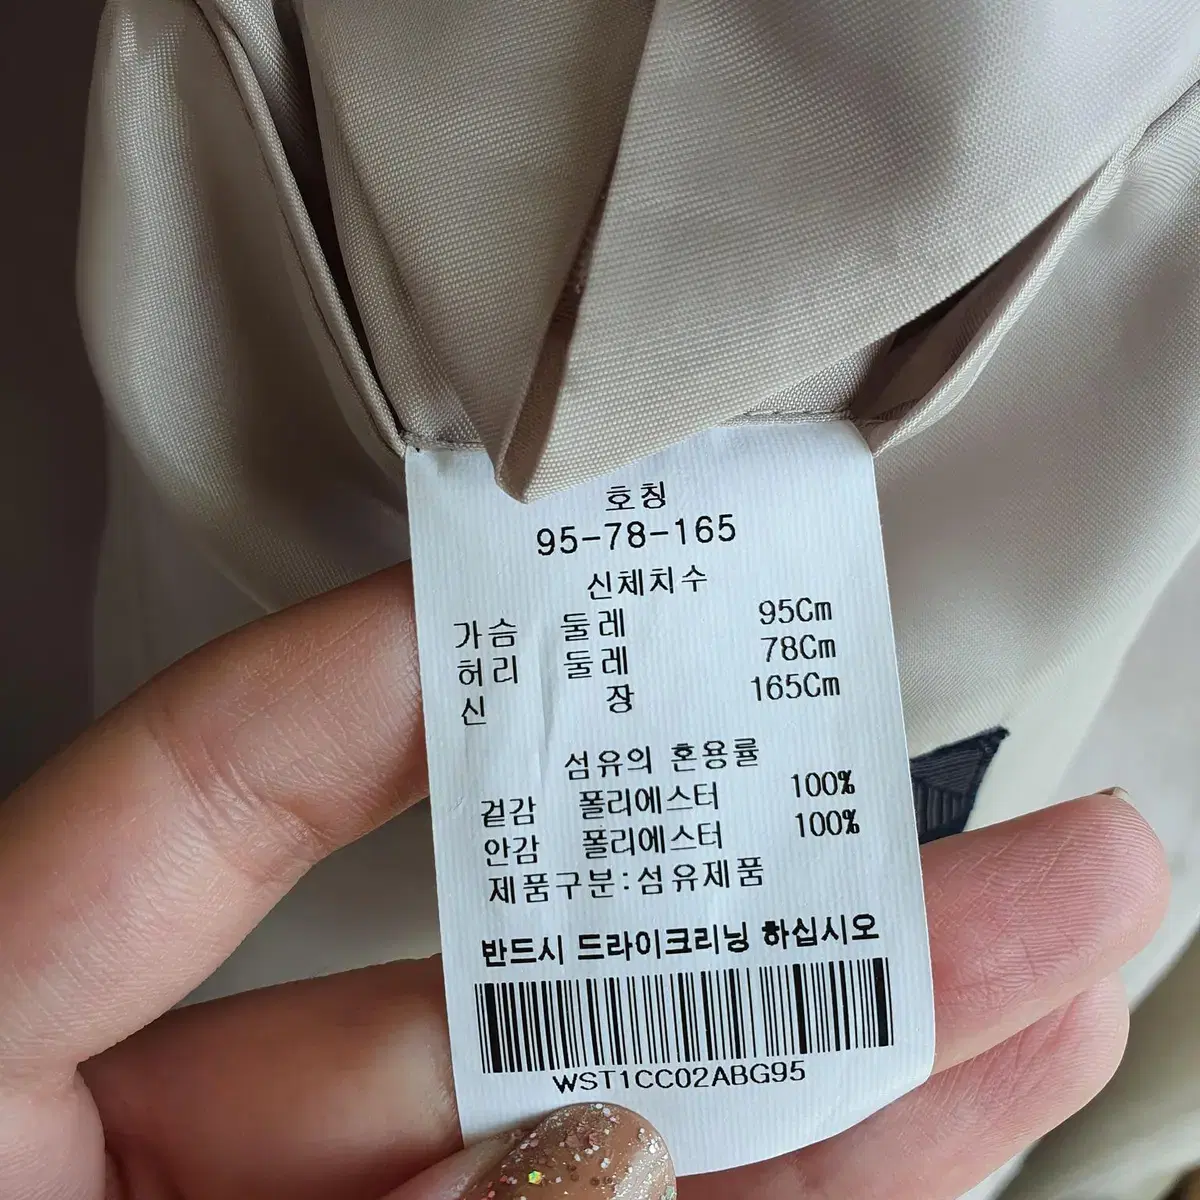 호칭
95-78-165
신체치수
가슴 둘레 95Cm
허리 둘레 78Cm
신 장 165Cm
섬유의 혼용률
겉감 폴리에스터 100%
안감 폴리에스터 100%
제품구분:섬유제품
반드시 드라이크리닝 하십시오
WST1CC02ABG95